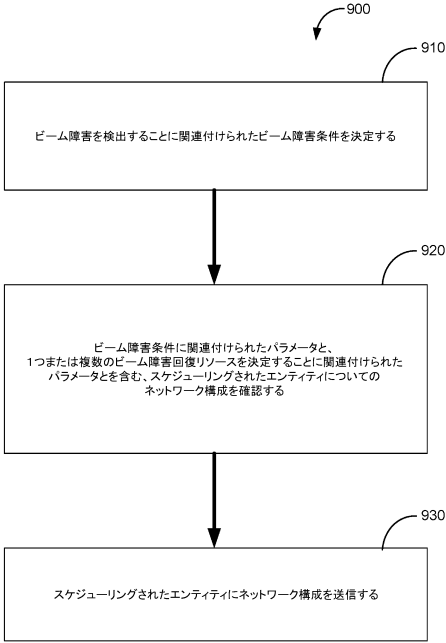 900
910
ビーム障害を検出することに関連付けられたビーム障害条件を決定する
920
ビーム障害条件に関連付けられたパラメータと、
1つまたは複数のビーム障害回復リソースを決定することに関連付けられた
パラメータとを含む、スケジューリングされたエンティティについての
ネットワーク構成を確認する
930
スケジューリングされたエンティティにネットワーク構成を送信する